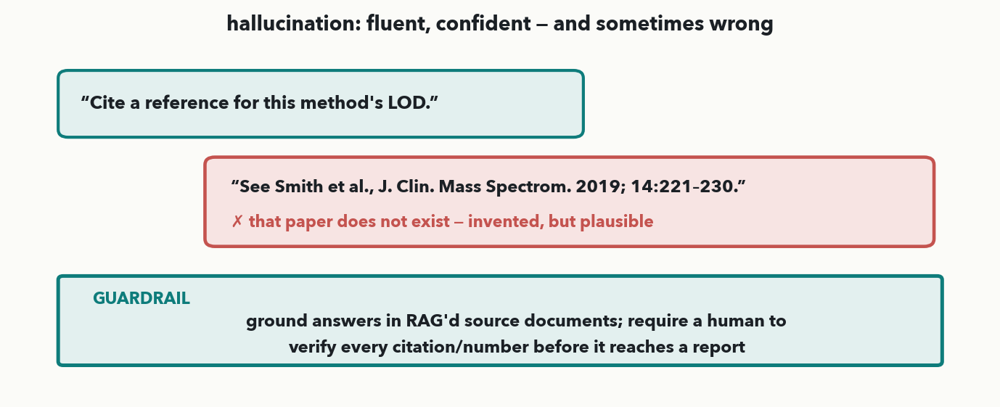 hallucination: fluent, confident – and sometimes wrong
“Cite a reference for this method's LOD.”
“See Smith et al., J. Clin. Mass Spectrom. 2019; 14:221–230.”
✗ that paper does not exist – invented, but plausible
GUARDRAIL
ground answers in RAG'd source documents; require a human to
verify every citation/number before it reaches a report